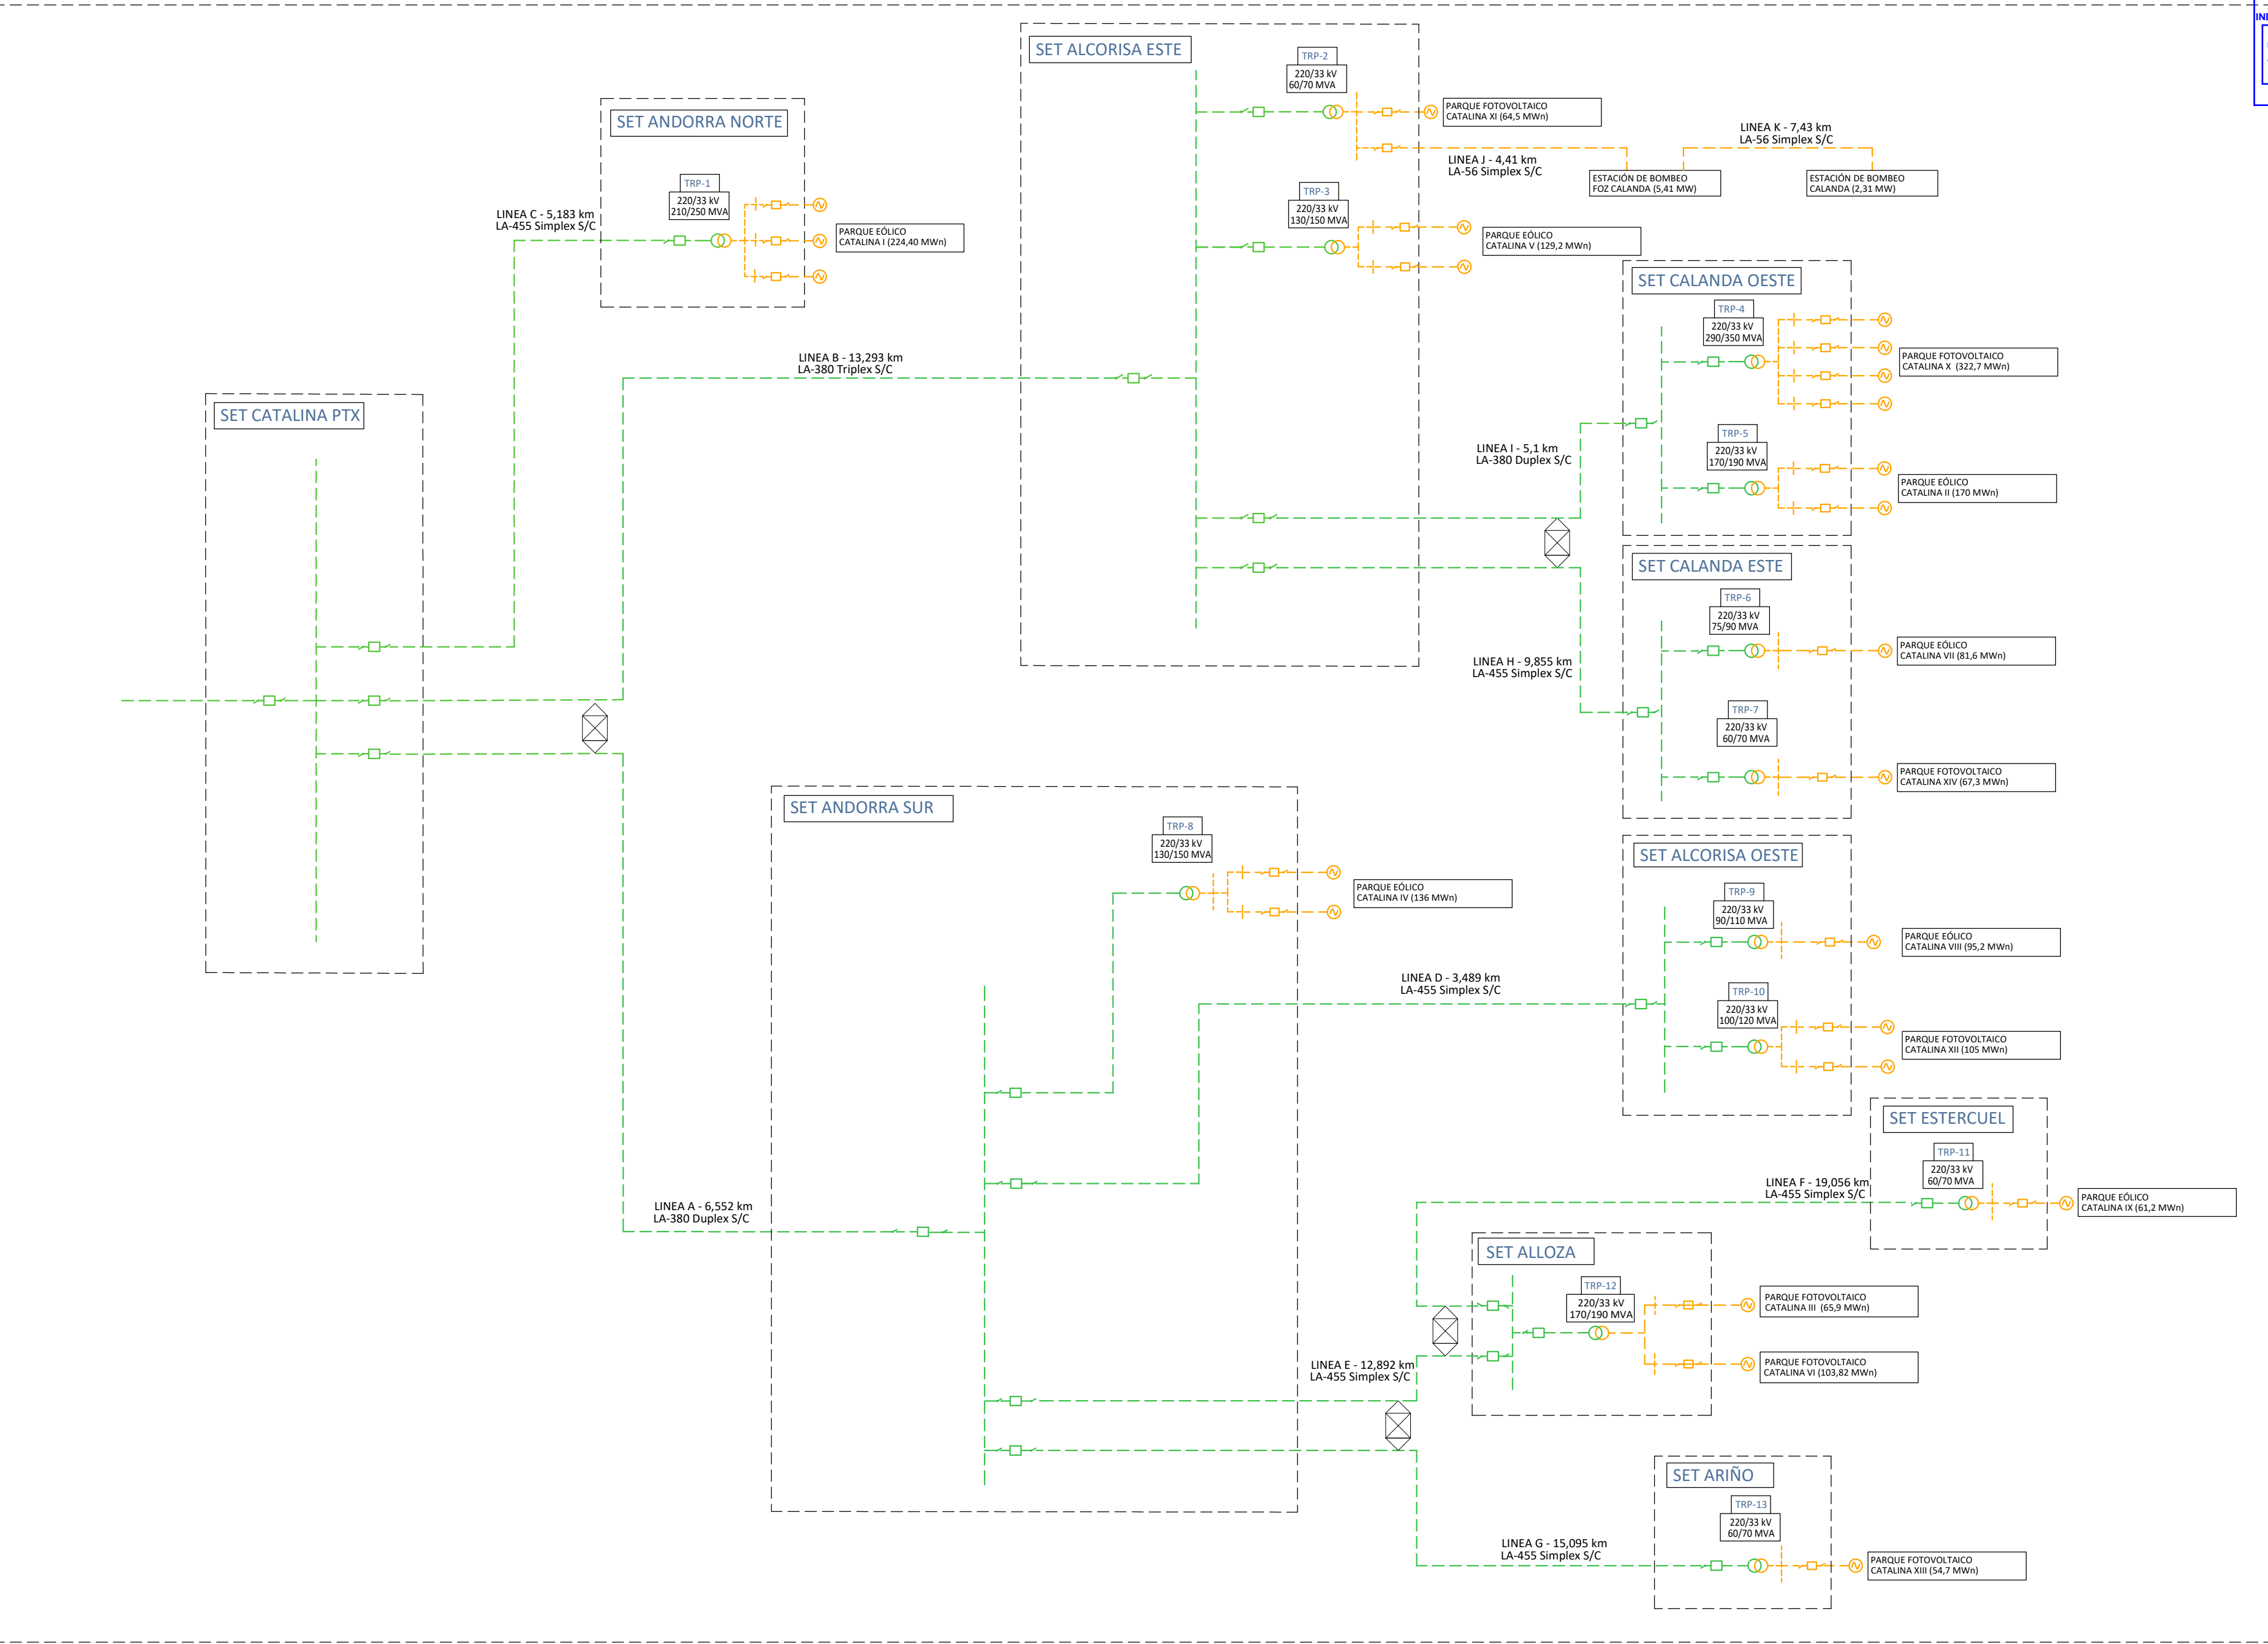 SET ALCORISA ESTE
TRP-2
220/33 kV
60/70 MVA
PARQUE FOTOVOLTAICO
CATALINA XI (64,5 MWn)
LINEA J - 4,41 km
LA-56 Simplex S/C
LINEA K - 7,43 km
LA-56 Simplex S/C
ESTACIÓN DE BOMBEO
FOZ CALANDA (5,41 MW)
ESTACIÓN DE BOMBEO
CALANDA (2,31 MW)
TRP-3
220/33 kV
130/150 MVA
PARQUE EÓLICO
CATALINA V (129,2 MWn)
SET ANDORRA NORTE
TRP-1
220/33 kV
210/250 MVA
PARQUE EÓLICO
CATALINA I (224,40 MWn)
LINEA C - 5,183 km
LA-455 Simplex S/C
LINEA B - 13,293 km
LA-380 Triplex S/C
SET CATALINA PTX
SET CALANDA OESTE
TRP-4
220/33 kV
290/350 MVA
PARQUE FOTOVOLTAICO
CATALINA X (322,7 MWn)
TRP-5
220/33 kV
170/190 MVA
PARQUE EÓLICO
CATALINA II (170 MWn)
LINEA I - 5,1 km
LA-380 Duplex S/C
SET CALANDA ESTE
TRP-6
220/33 kV
75/90 MVA
PARQUE EÓLICO
CATALINA VII (81,6 MWn)
LINEA H - 9,855 km
LA-455 Simplex S/C
TRP-7
220/33 kV
60/70 MVA
PARQUE FOTOVOLTAICO
CATALINA XIV (67,3 MWn)
SET ANDORRA SUR
TRP-8
220/33 kV
130/150 MVA
PARQUE EÓLICO
CATALINA IV (136 MWn)
SET ALCORISA OESTE
TRP-9
220/33 kV
90/110 MVA
PARQUE EÓLICO
CATALINA VIII (95,2 MWn)
LINEA D - 3,489 km
LA-455 Simplex S/C
TRP-10
220/33 kV
100/120 MVA
PARQUE FOTOVOLTAICO
CATALINA XII (105 MWn)
SET ESTERCUEL
TRP-11
220/33 kV
60/70 MVA
PARQUE EÓLICO
CATALINA IX (61,2 MWn)
LINEA F - 19,056 km
LA-455 Simplex S/C
LINEA A - 6,552 km
LA-380 Duplex S/C
SET ALLOZA
TRP-12
220/33 kV
170/190 MVA
PARQUE FOTOVOLTAICO
CATALINA III (65,9 MWn)
PARQUE FOTOVOLTAICO
CATALINA VI (103,82 MWn)
LINEA E - 12,892 km
LA-455 Simplex S/C
SET ARIÑO
TRP-13
220/33 kV
60/70 MVA
PARQUE FOTOVOLTAICO
CATALINA XIII (54,7 MWn)
LINEA G - 15,095 km
LA-455 Simplex S/C